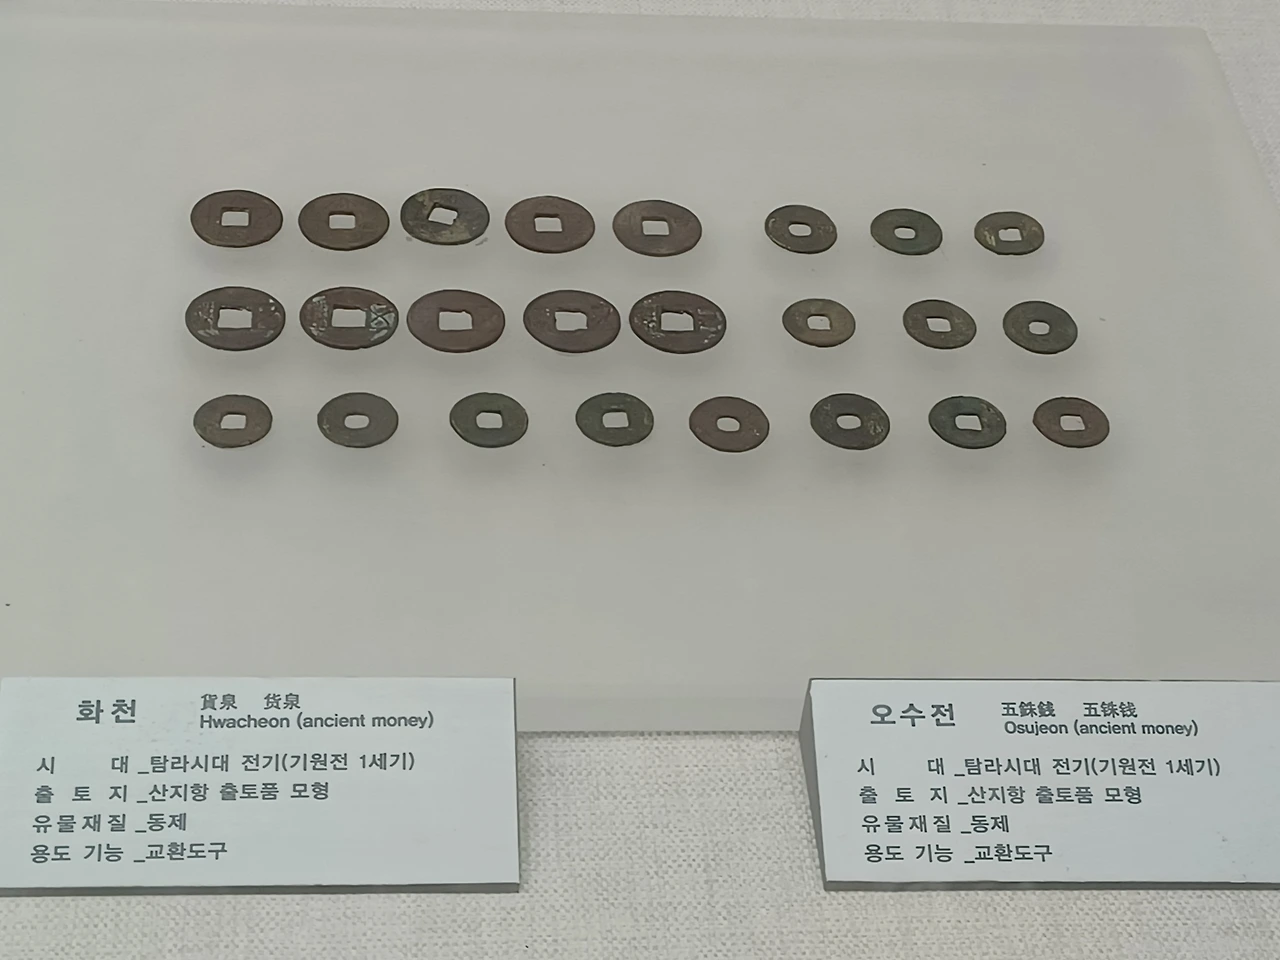 화천 貨泉 货泉
Hwacheon (ancient money)
시 대 _탐라시대 전기(기원전 1세기)
출 토 지 _산지항 출토품 모형
유물재질 _동제
용도 기능 _교환도구
오수전 五銖銭 五铢钱
Osujeon (ancient money)
시 대 _탐라시대 전기(기원전 1세기)
출 토 지 _산지항 출토품 모형
유물재질 _동제
용도 기능 _교환도구